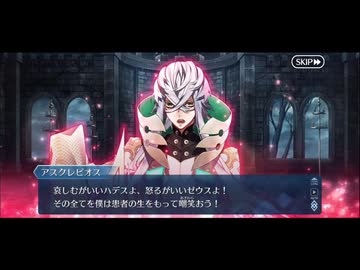 SKIP
アスクレピオス
哀しむがいいハデスよ、怒るがいいゼウスよ！
その全てを僕は患者の生をもって嘲笑おう！